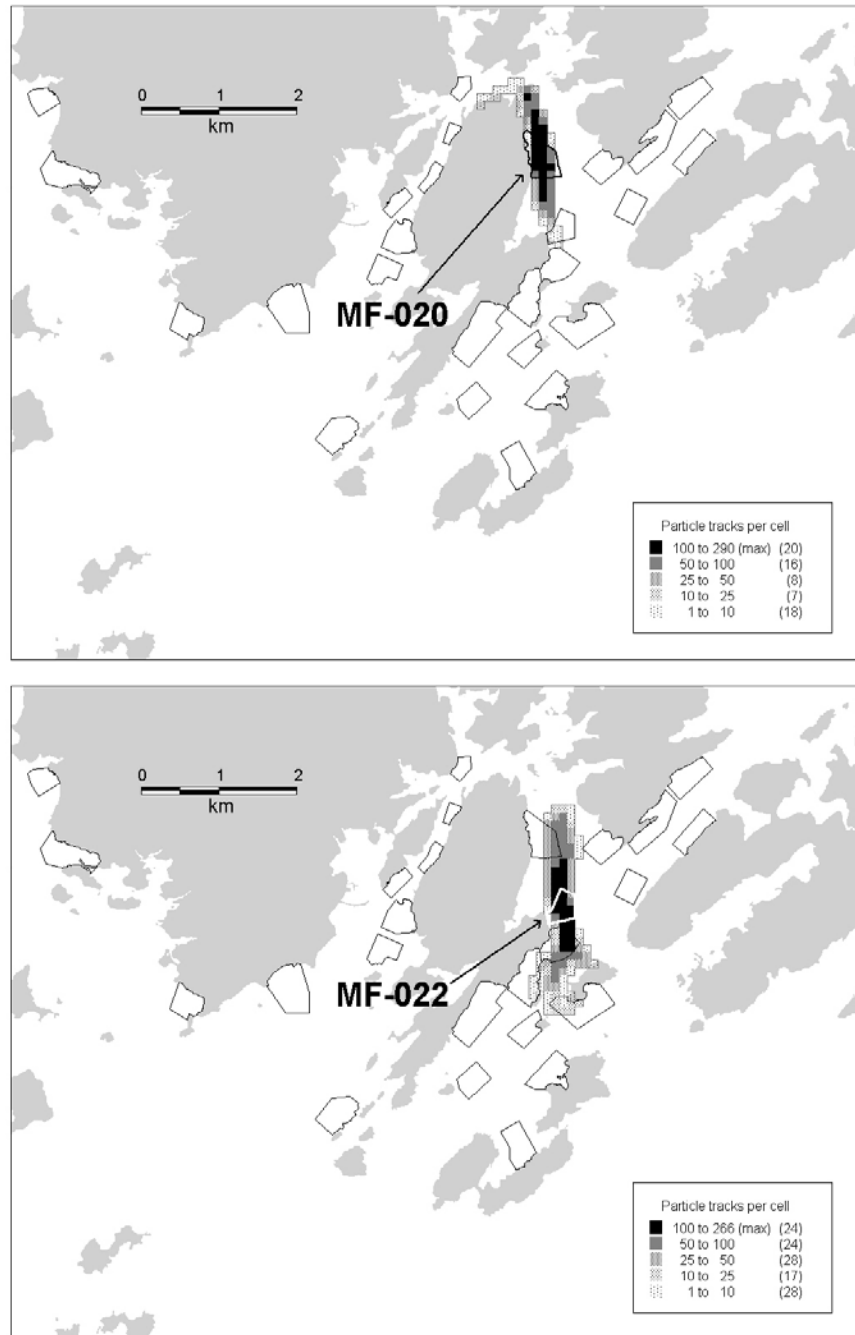 0 1 2
km
MF-020
Particle tracks per cell
100 to 290 (max) (20)
50 to 100 (16)
25 to 50 (8)
10 to 25 (7)
1 to 10 (18)
0 1 2
km
MF-022
Particle tracks per cell
100 to 266 (max) (24)
50 to 100 (24)
25 to 50 (28)
10 to 25 (17)
1 to 10 (28)